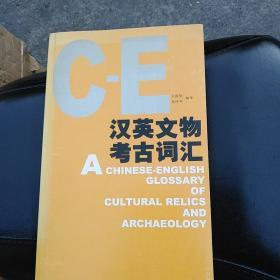 C-E
汉英文物
考古词汇
A CHINESE-ENGLISH
GLOSSARY
OF
CULTURAL RELICS
AND
ARCHAEOLOGY